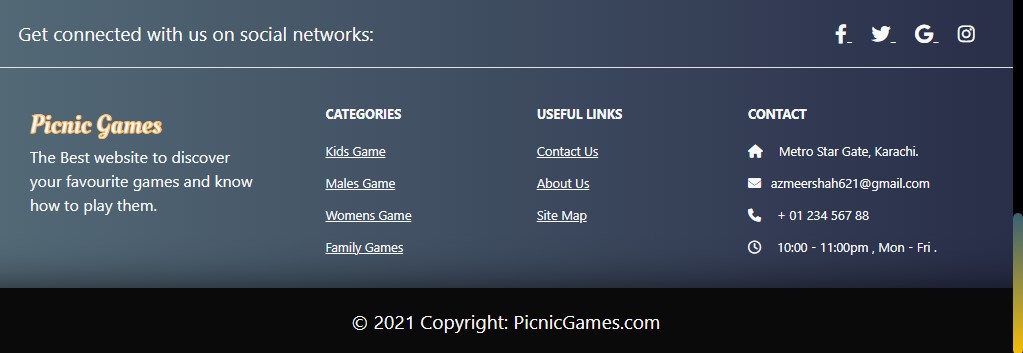 Get connected with us on social networks:
Picnic Games
The Best website to discover
your favourite games and know
how to play them.
CATEGORIES
Kids Game
Males Game
Womens Game
Family Games
USEFUL LINKS
Contact Us
About Us
Site Map
CONTACT
Metro Star Gate, Karachi.
azmeershah621@gmail.com
+ 01 234 567 88
10:00 - 11:00pm , Mon - Fri .
© 2021 Copyright: PicnicGames.com